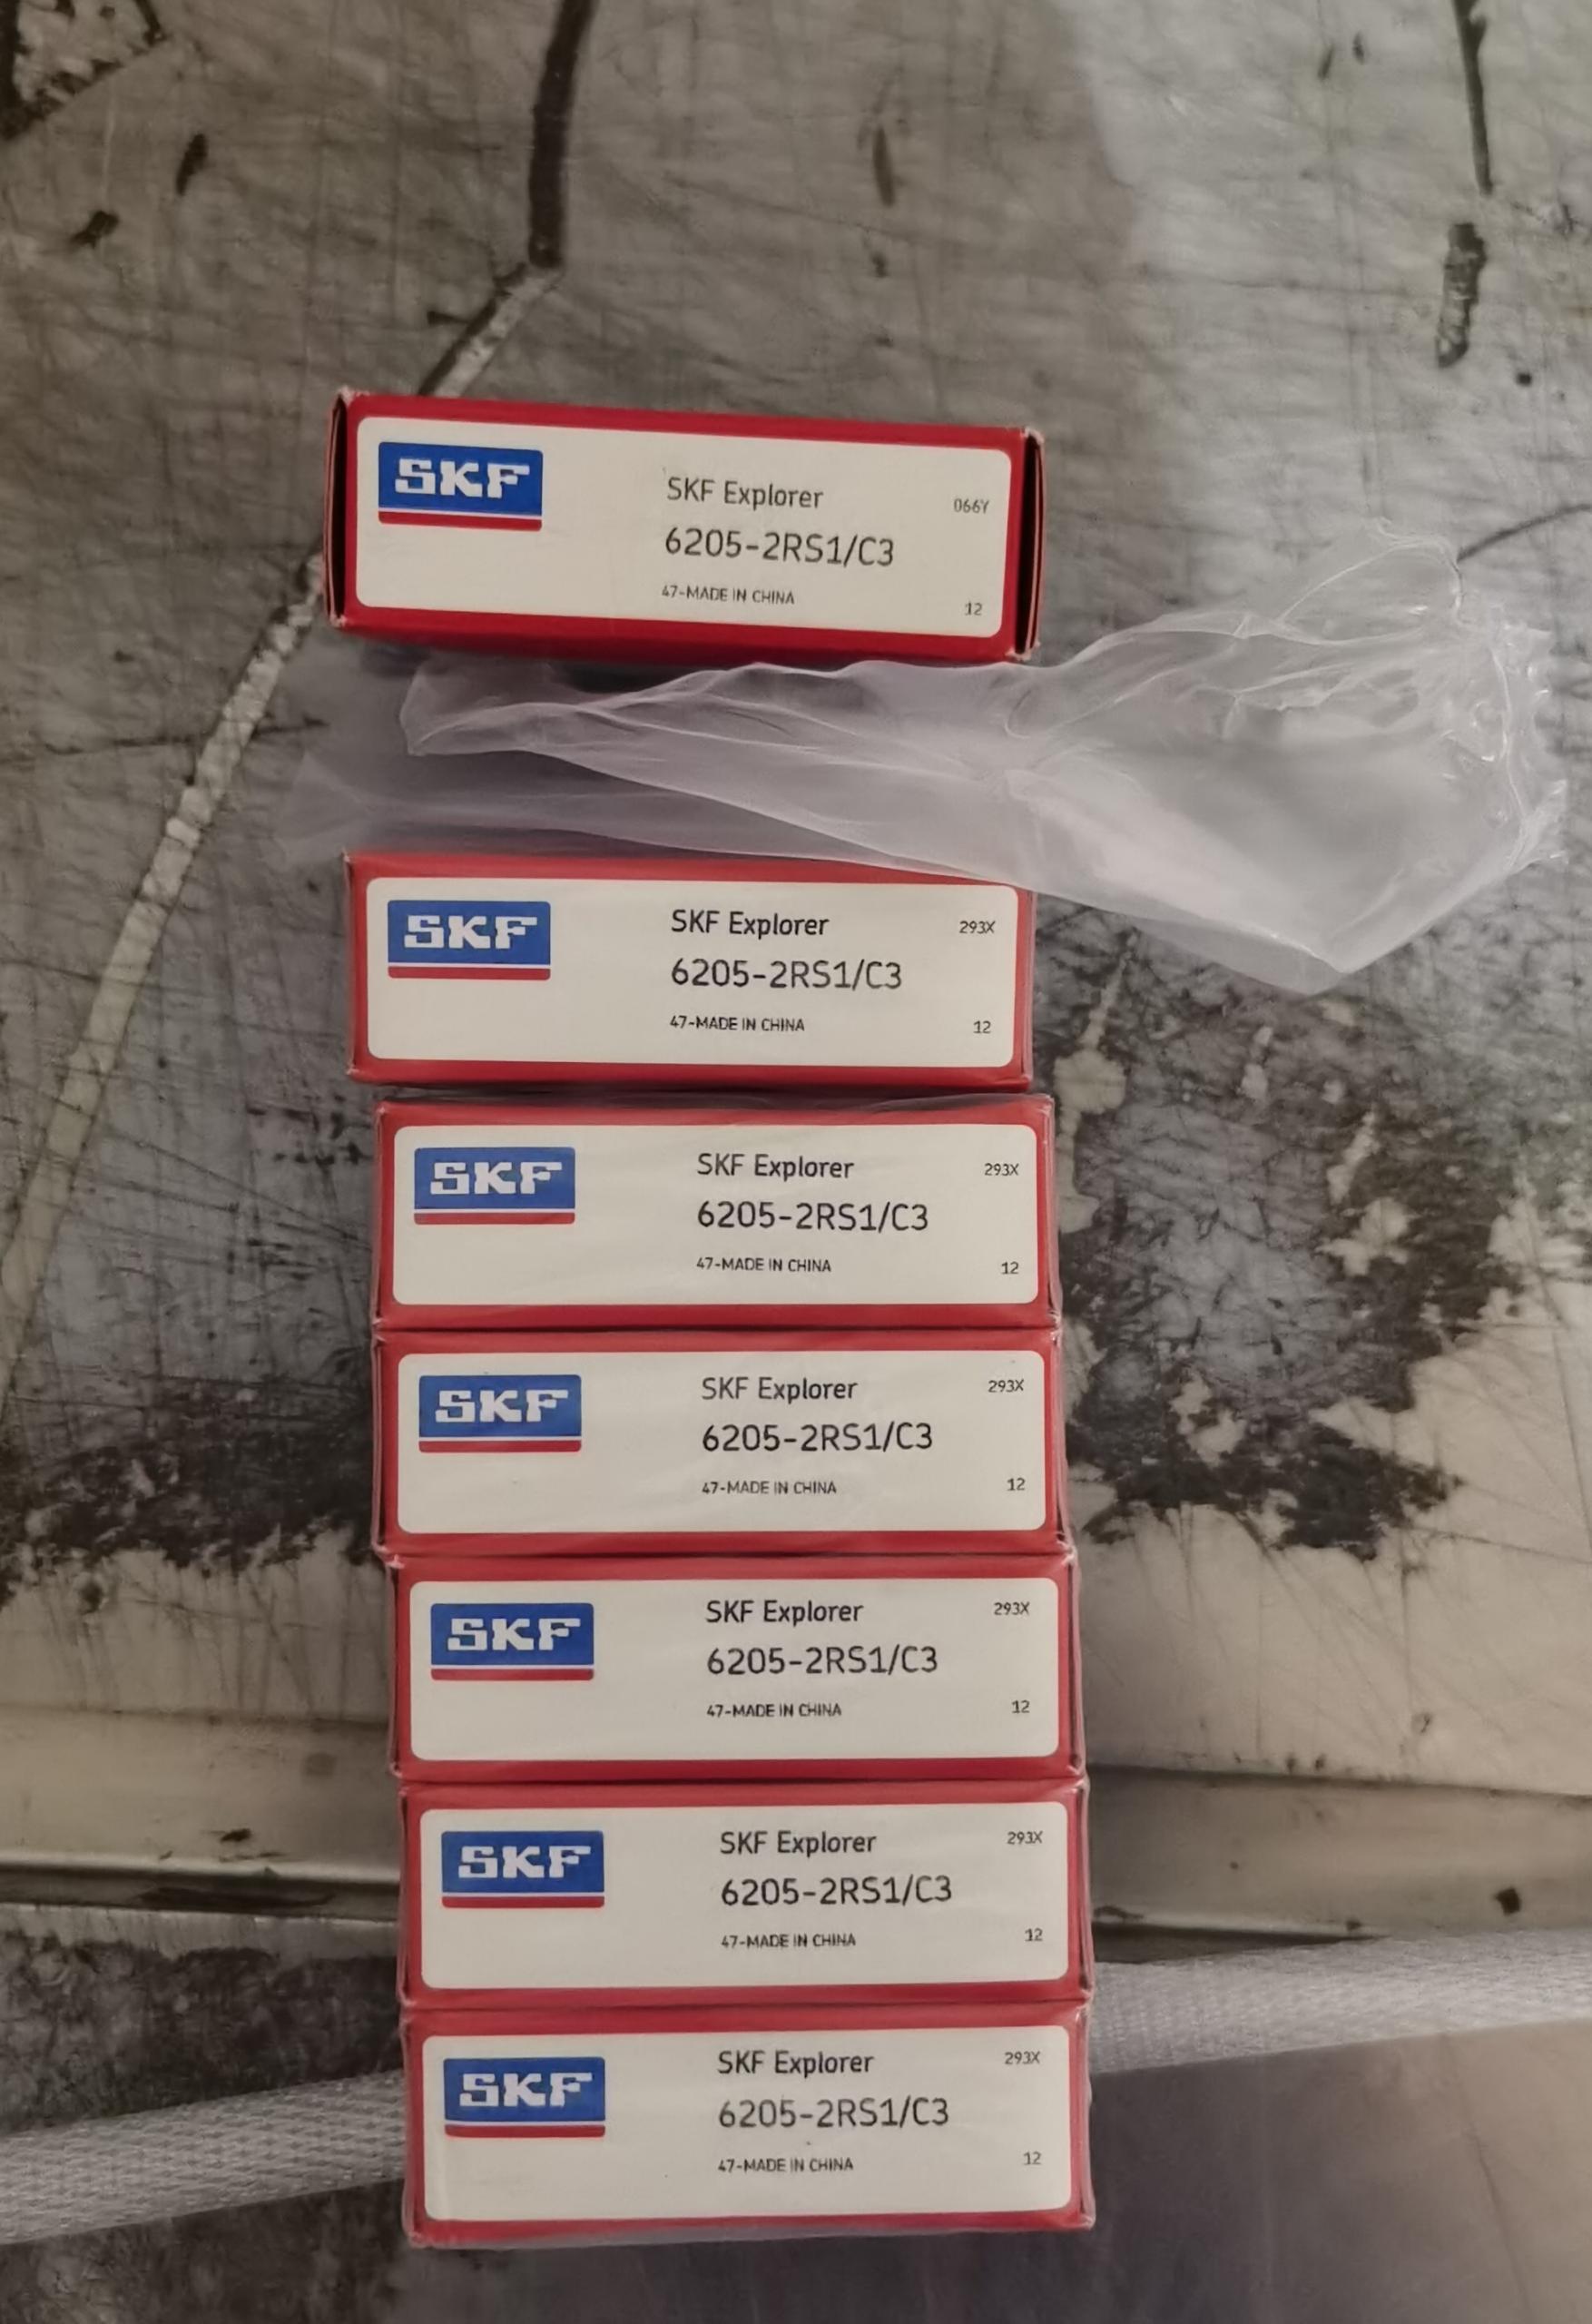 SKF
SKF Explorer
066Y
6205-2RS1/C3
47-MADE IN CHINA
12
SKF
SKF Explorer
293X
6205-2RS1/C3
47-MADE IN CHINA
12
SKF
SKF Explorer
293X
6205-2RS1/C3
47-MADE IN CHINA
12
SKF
SKF Explorer
293X
6205-2RS1/C3
47-MADE IN CHINA
12
SKF
SKF Explorer
293X
6205-2RS1/C3
47-MADE IN CHINA
12
SKF
SKF Explorer
293X
6205-2RS1/C3
47-MADE IN CHINA
12
SKF
SKF Explorer
293X
6205-2RS1/C3
47-MADE IN CHINA
12